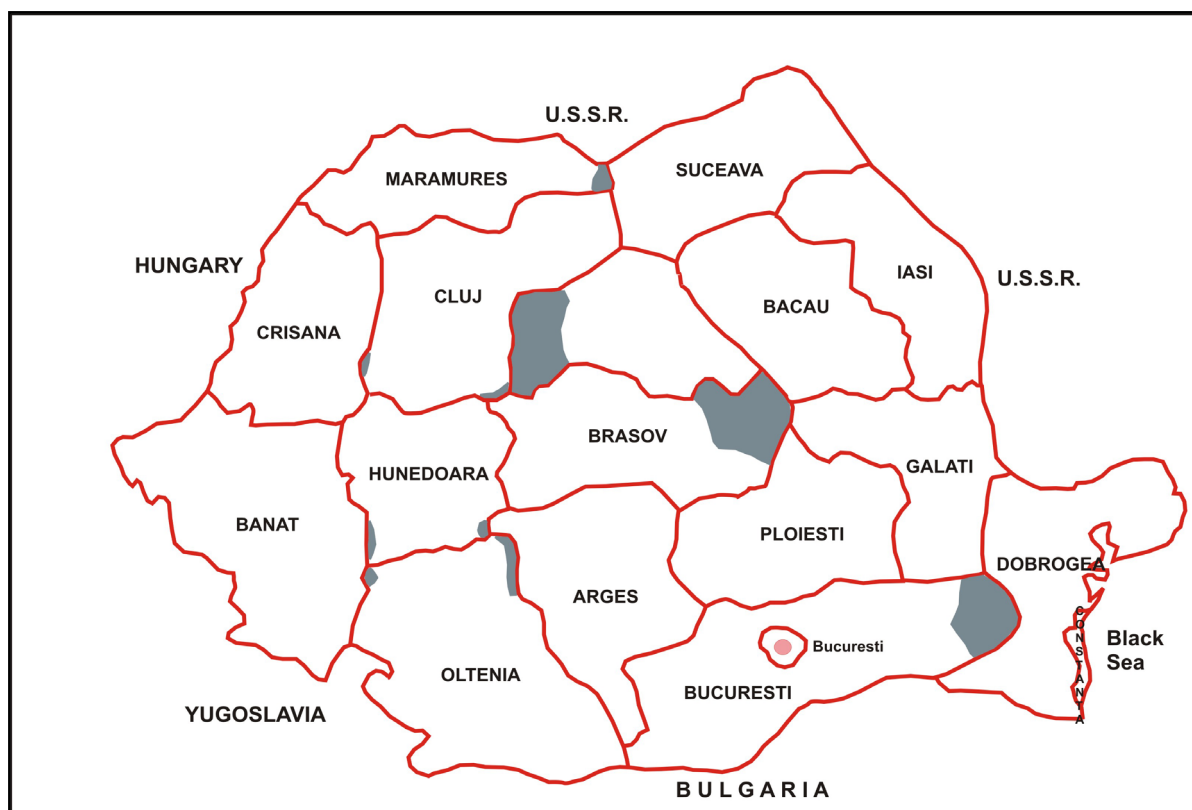 U.S.S.R.
SUCEAVA
MARAMURES
HUNGARY
IASI
U.S.S.R.
CLUJ
BACAU
CRISANA
BRASOV
HUNEDOARA
GALATI
BANAT
PLOIESTI
DOBROGEA
ARGES
CONSTANTA
Black
Sea
Bucuresti
OLTENIA
BUCURESTI
YUGOSLAVIA
BULGARIA